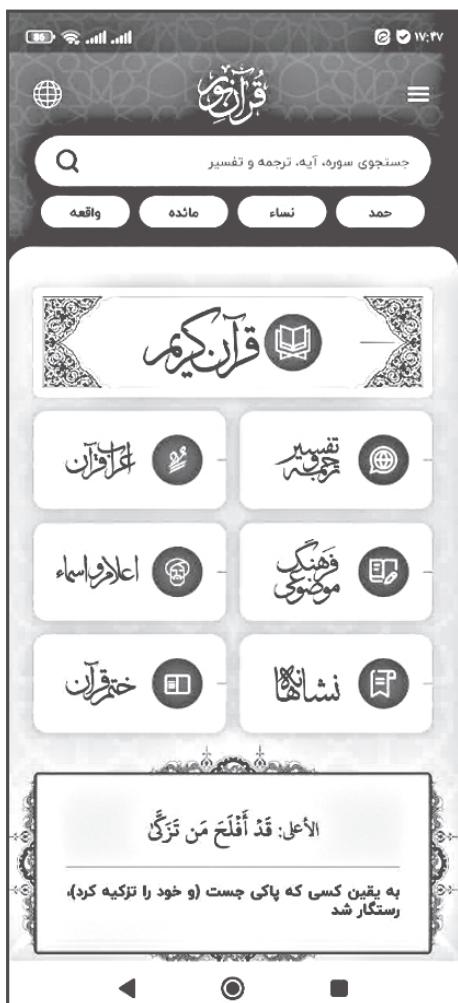 ۱۷:۴۷
86
قرآن نور
جستجوی سوره، آیه، ترجمه و تفسیر
حمد
نساء
مائده
واقعه
قرآن کریم
ترجمه و تفسیر
اعراب قرآن
فرهنگ موضوعی
اعلام و اسماء
نشانه‌ها
ختم قرآن
الأعلى: قَدْ أَفْلَحَ مَن تَزَكَّىٰ
به یقین کسی که پاکی جست (و خود را تزکیه کرد)،
رستگار شد